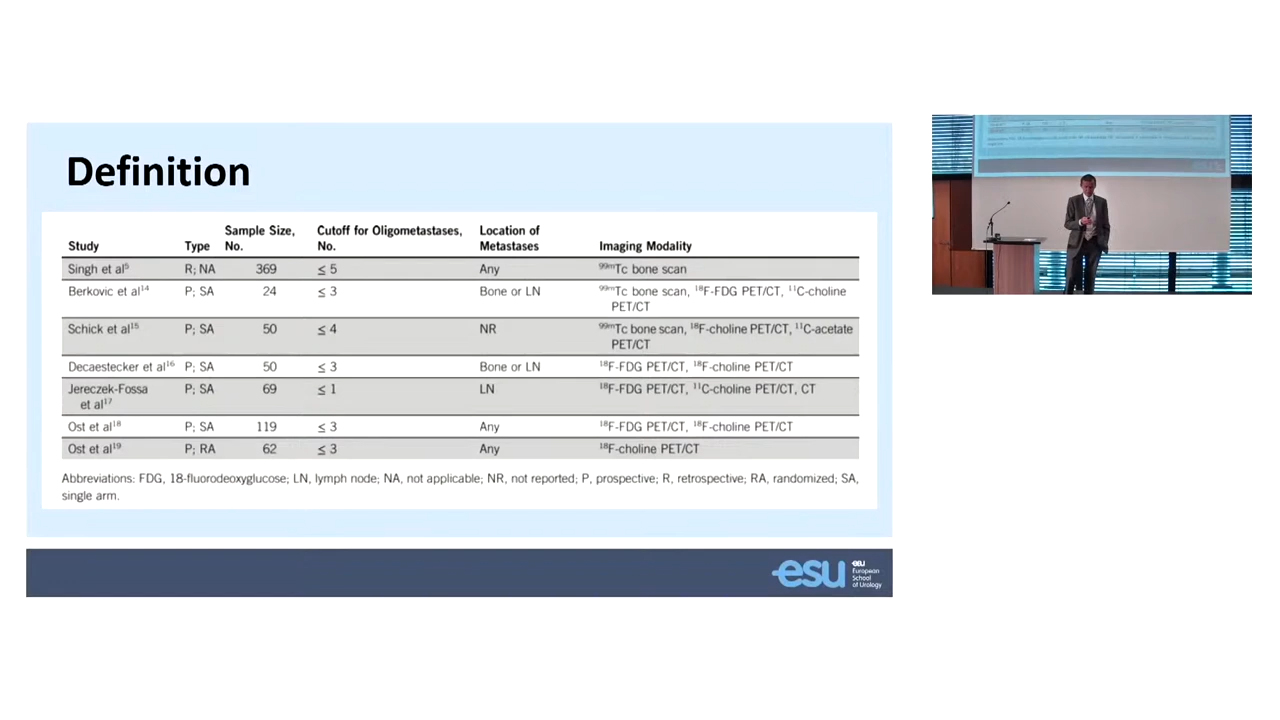 Definition
Study Type Sample Size, No. Cutoff for Oligometastases, No. Location of Metastases Imaging Modality
Singh et al⁵ R; NA 369 ≤ 5 Any ⁹⁹ᵐTc bone scan
Berkovic et al¹⁴ P; SA 24 ≤ 3 Bone or LN ⁹⁹ᵐTc bone scan, ¹⁸F-FDG PET/CT, ¹¹C-choline
PET/CT
Schick et al¹⁵ P; SA 50 ≤ 4 NR ⁹⁹ᵐTc bone scan, ¹⁸F-choline PET/CT, ¹¹C-acetate
PET/CT
Decaestecker et al¹⁶ P; SA 50 ≤ 3 Bone or LN ¹⁸F-FDG PET/CT, ¹⁸F-choline PET/CT
Jereczek-Fossa P; SA 69 ≤ 1 LN ¹⁸F-FDG PET/CT, ¹¹C-choline PET/CT, CT
et al¹⁷
Ost et al¹⁸ P; SA 119 ≤ 3 Any ¹⁸F-FDG PET/CT, ¹⁸F-choline PET/CT
Ost et al¹⁹ P; RA 62 ≤ 3 Any ¹⁸F-choline PET/CT
Abbreviations: FDG, 18-fluorodeoxyglucose; LN, lymph node; NA, not applicable; NR, not reported; P, prospective; R, retrospective; RA, randomized; SA,
single arm.
esu
eau
European
School
of Urology